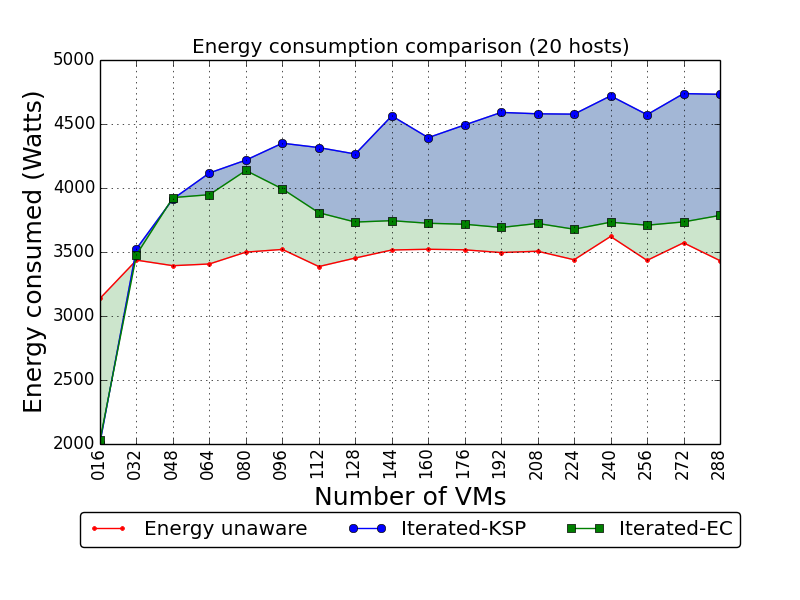 Energy consumption comparison (20 hosts)
Energy consumed (Watts)
5000
4500
4000
3500
3000
2500
2000
016 032 048 064 080 096 112 128 144 160 176 192 208 224 240 256 272 288
Number of VMs
Energy unaware Iterated-KSP Iterated-EC